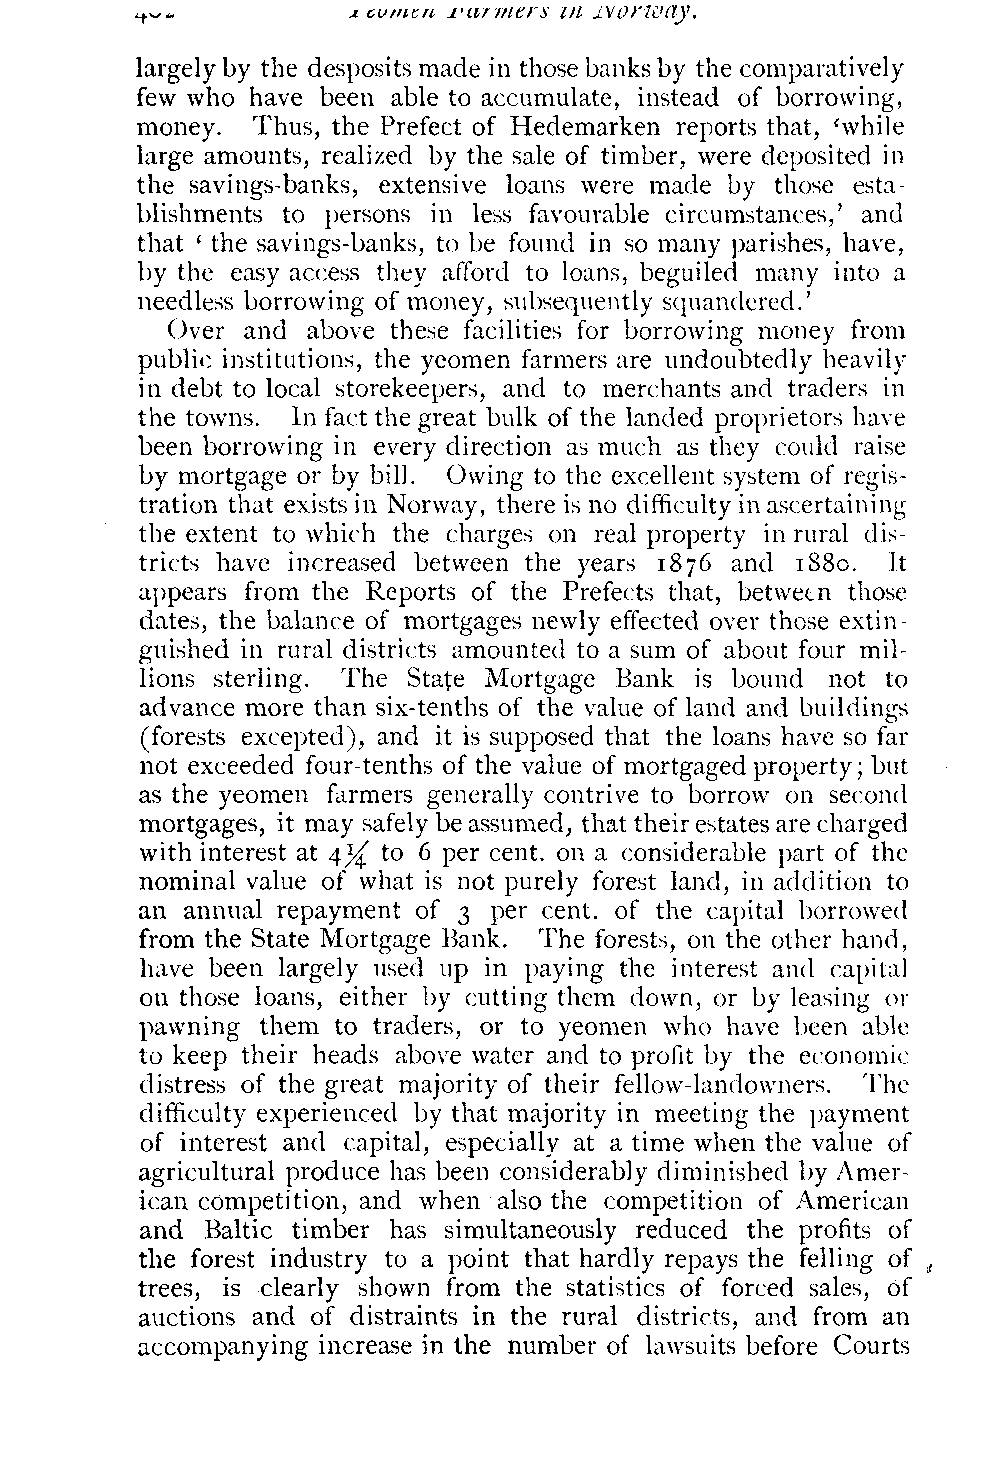 Yeomen Farmers in Norway.
largely by the desposits made in those banks by the comparatively
few who have been able to accumulate, instead of borrowing,
money. Thus, the Prefect of Hedemarken reports that, ‘while
large amounts, realized by the sale of timber, were deposited in
the savings-banks, extensive loans were made by those esta-
blishments to persons in less favourable circumstances,’ and
that ‘ the savings-banks, to be found in so many parishes, have,
by the easy access they afford to loans, beguiled many into a
needless borrowing of money, subsequently squandered.’
Over and above these facilities for borrowing money from
public institutions, the yeomen farmers are undoubtedly heavily
in debt to local storekeepers, and to merchants and traders in
the towns. In fact the great bulk of the landed proprietors have
been borrowing in every direction as much as they could raise
by mortgage or by bill. Owing to the excellent system of regis-
tration that exists in Norway, there is no difficulty in ascertaining
the extent to which the charges on real property in rural dis-
tricts have increased between the years 1876 and 1880. It
appears from the Reports of the Prefects that, between those
dates, the balance of mortgages newly effected over those extin-
guished in rural districts amounted to a sum of about four mil-
lions sterling. The State Mortgage Bank is bound not to
advance more than six-tenths of the value of land and buildings
(forests excepted), and it is supposed that the loans have so far
not exceeded four-tenths of the value of mortgaged property; but
as the yeomen farmers generally contrive to borrow on second
mortgages, it may safely be assumed, that their estates are charged
with interest at 4¼ to 6 per cent. on a considerable part of the
nominal value of what is not purely forest land, in addition to
an annual repayment of 3 per cent. of the capital borrowed
from the State Mortgage Bank. The forests, on the other hand,
have been largely used up in paying the interest and capital
on those loans, either by cutting them down, or by leasing or
pawning them to traders, or to yeomen who have been able
to keep their heads above water and to profit by the economic
distress of the great majority of their fellow-landowners. The
difficulty experienced by that majority in meeting the payment
of interest and capital, especially at a time when the value of
agricultural produce has been considerably diminished by Amer-
ican competition, and when also the competition of American
and Baltic timber has simultaneously reduced the profits of
the forest industry to a point that hardly repays the felling of
trees, is clearly shown from the statistics of forced sales, of
auctions and of distraints in the rural districts, and from an
accompanying increase in the number of lawsuits before Courts